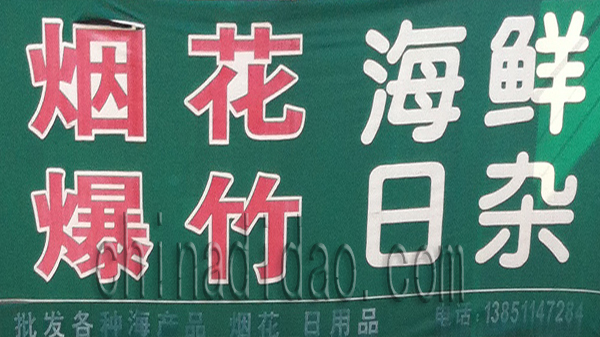 烟花 海鲜
爆竹 日杂
chinadidao.com
批发各种海产品 烟花 日用品 电话:13851147284